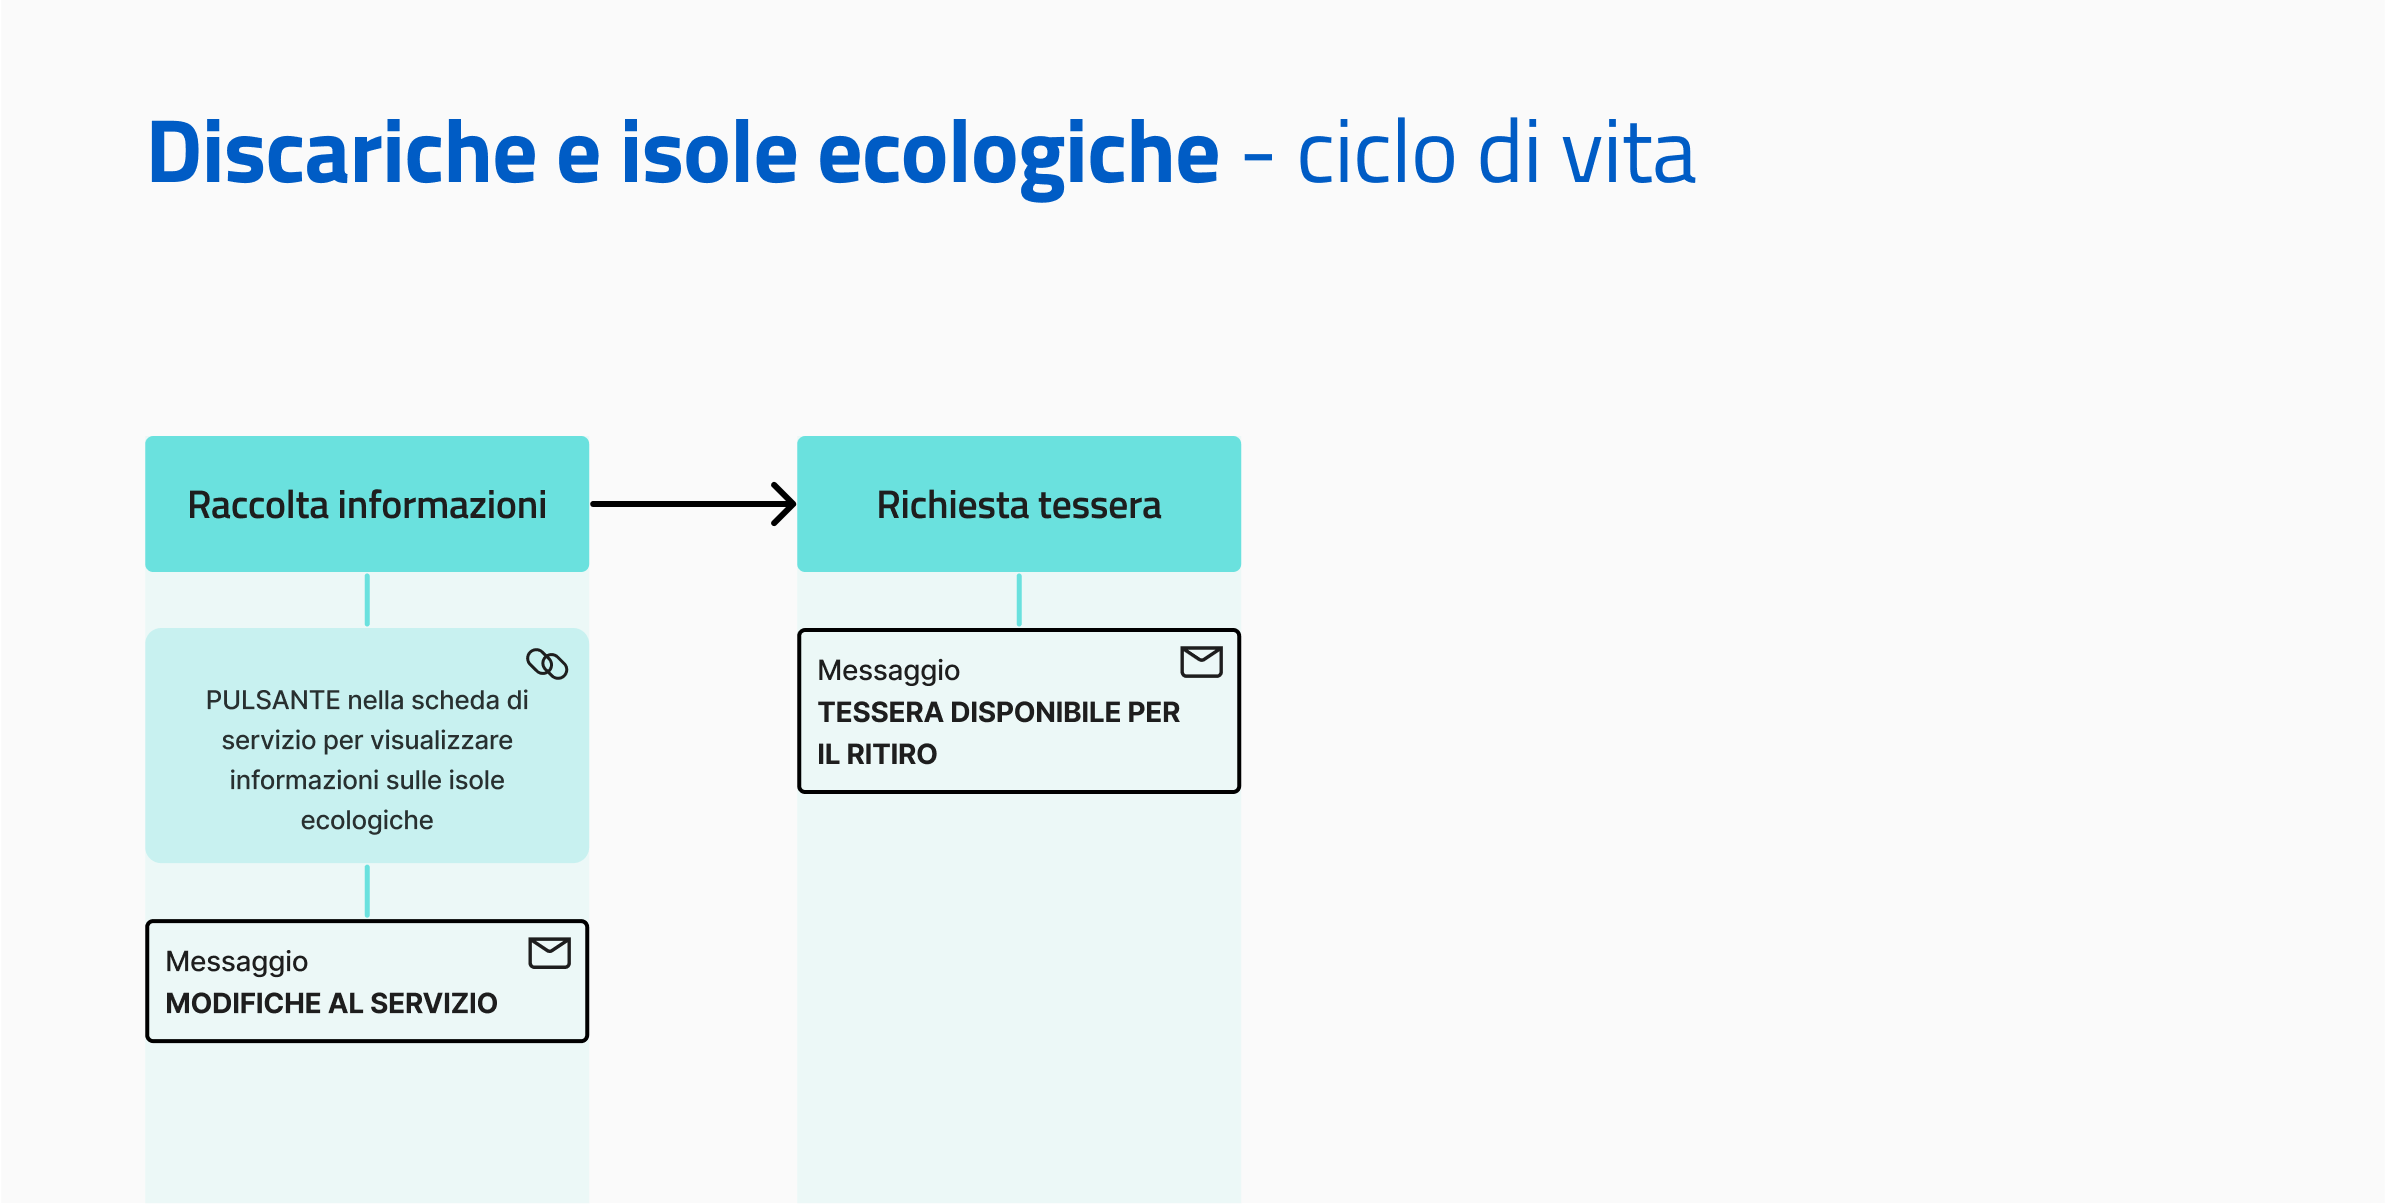 Discariche e isole ecologiche - ciclo di vita
Raccolta informazioni
PULSANTE nella scheda di
servizio per visualizzare
informazioni sulle isole
ecologiche
Messaggio
MODIFICHE AL SERVIZIO
Richiesta tessera
Messaggio
TESSERA DISPONIBILE PER
IL RITIRO